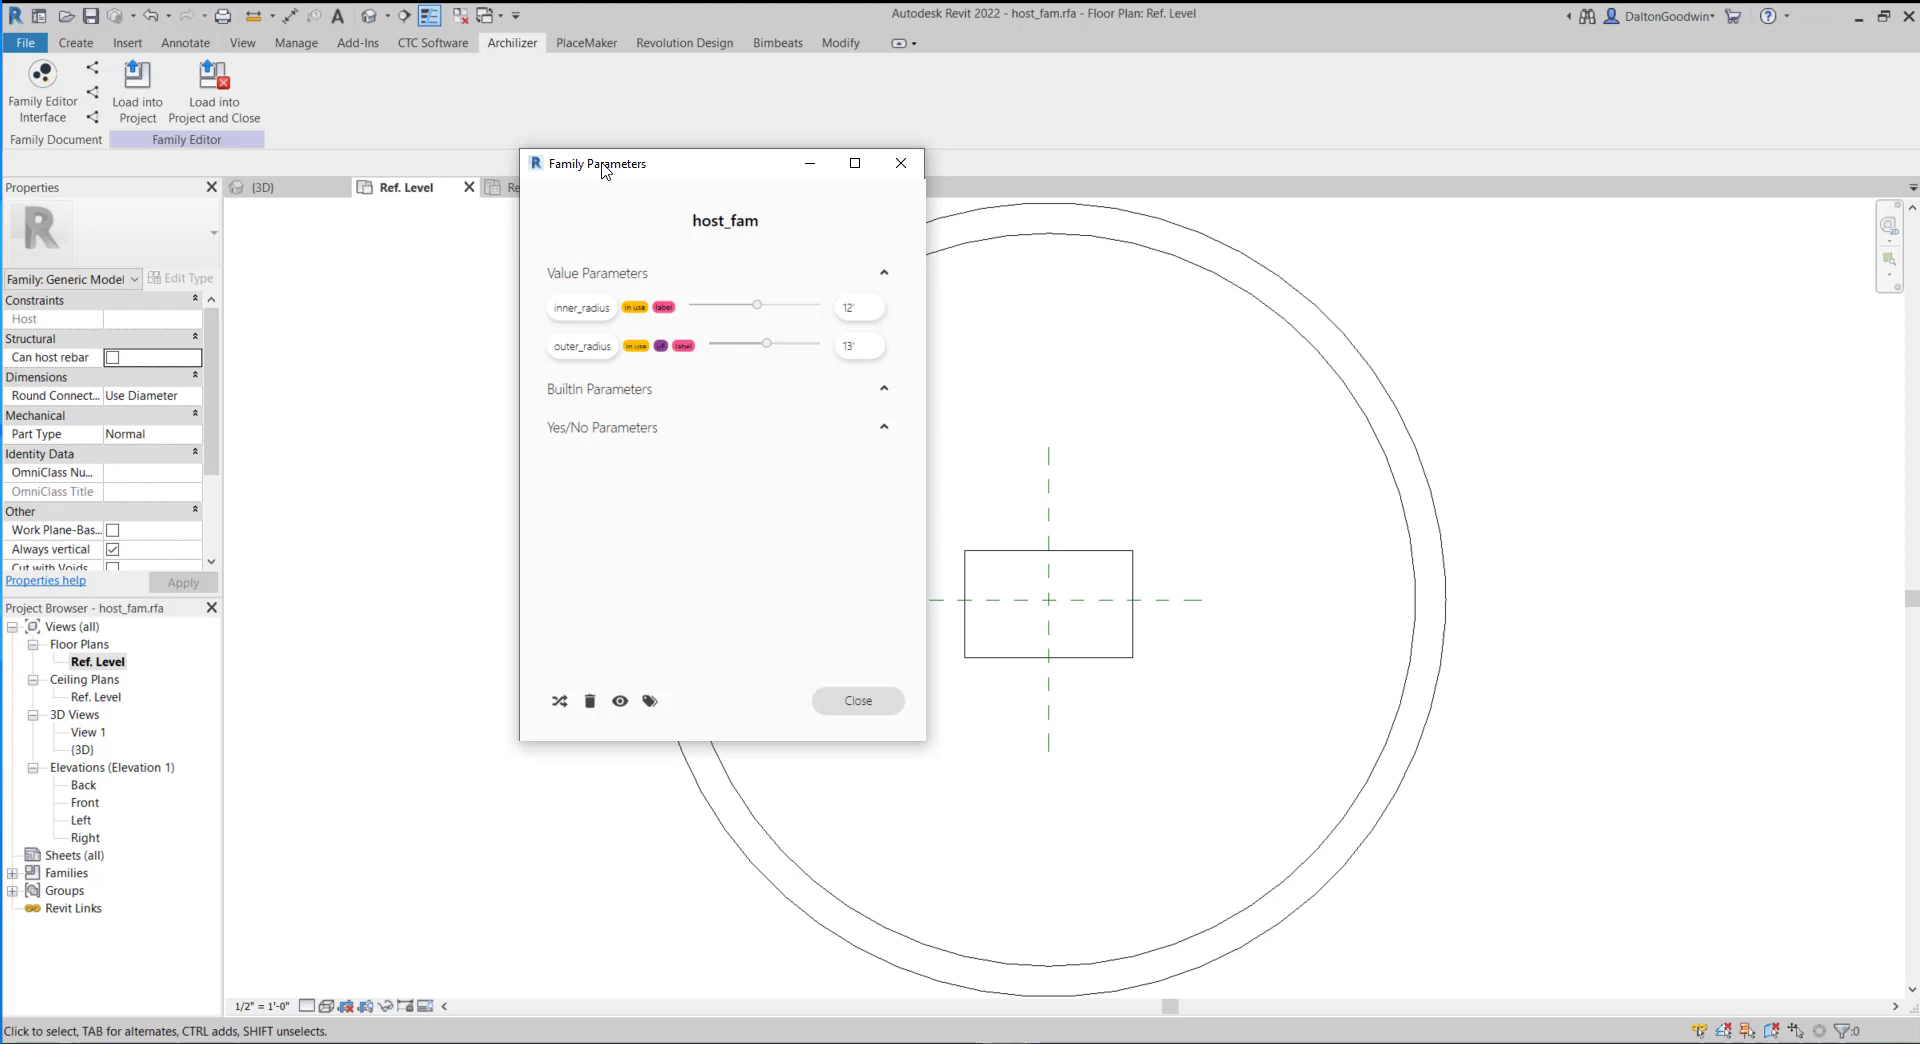 Autodesk Revit 2022 - host_fam.rfa - Floor Plan: Ref. Level
DaltonGoodwin
File Create Insert Annotate View Manage Add-Ins CTC Software Archilizer PlaceMaker Revolution Design Bimbeats Modify
Family Editor Interface
Load into Project
Load into Project and Close
Family Document
Family Editor
Properties
{3D}
Ref. Level
Re
R
Family: Generic Model
Edit Type
Constraints
Host
Structural
Can host rebar
Dimensions
Round Connect... Use Diameter
Mechanical
Part Type Normal
Identity Data
OmniClass Nu...
OmniClass Title
Other
Work Plane-Bas...
Always vertical
Cut with Voids
Properties help
Apply
Project Browser - host_fam.rfa
Views (all)
Floor Plans
Ref. Level
Ceiling Plans
Ref. Level
3D Views
View 1
{3D}
Elevations (Elevation 1)
Back
Front
Left
Right
Sheets (all)
Families
Groups
Revit Links
Family Parameters
host_fam
Value Parameters
inner_radius in use label 12'
outer_radius in use label 13'
BuiltIn Parameters
Yes/No Parameters
Close
1/2" = 1'-0"
Click to select, TAB for alternates, CTRL adds, SHIFT unselects.
:0